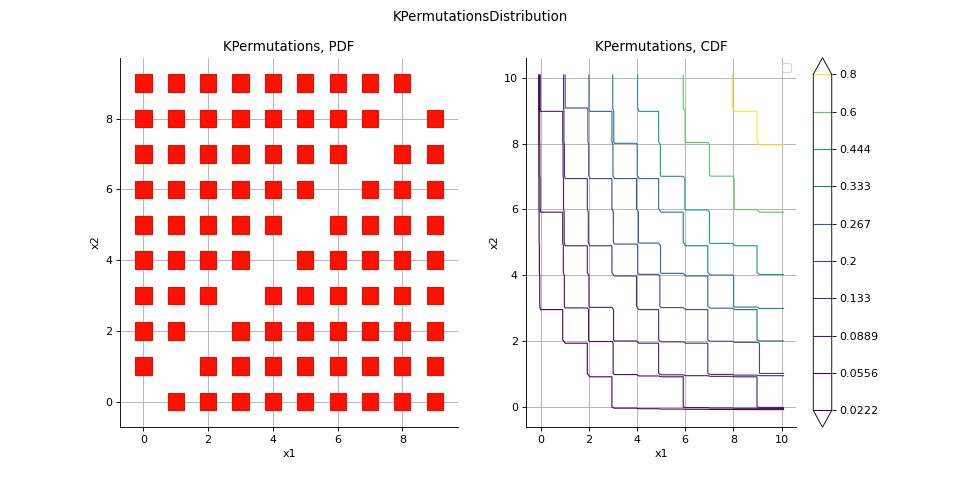 KPermutationsDistribution
KPermutations, PDF
8
6
4
2
0
x2
0 2 4 6 8
x1
KPermutations, CDF
10
8
6
4
2
0
x2
0 2 4 6 8 10
x1
0.8
0.6
0.444
0.333
0.267
0.2
0.133
0.0889
0.0556
0.0222